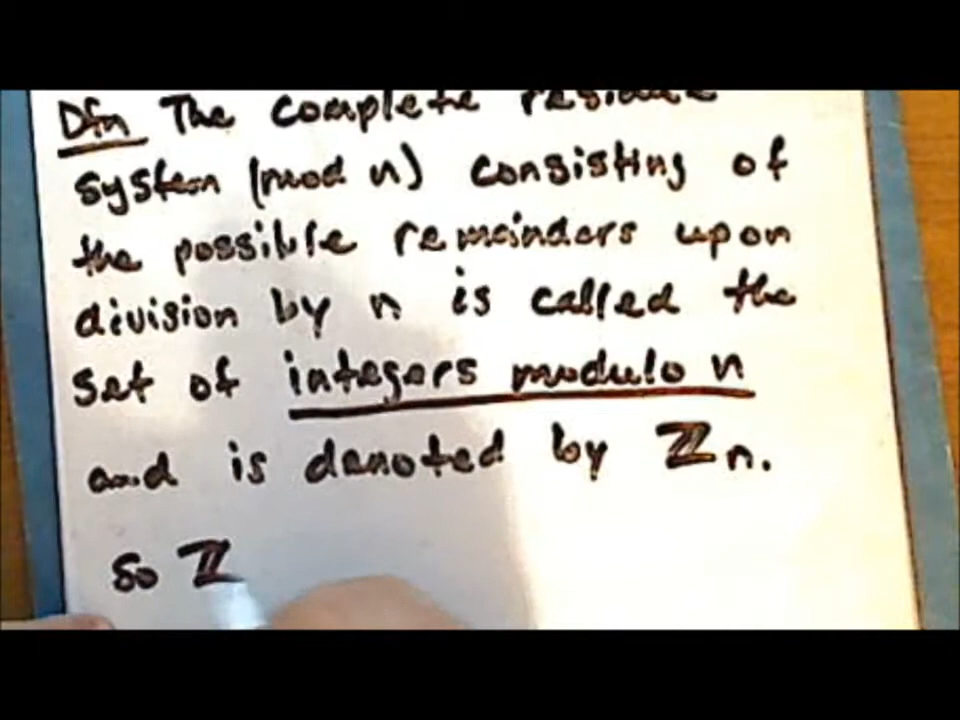 Dfn The complete residue
system (mod n) consisting of
the possible remainders upon
division by n is called the
set of integers modulo n
and is denoted by ℤn.
So ℤ